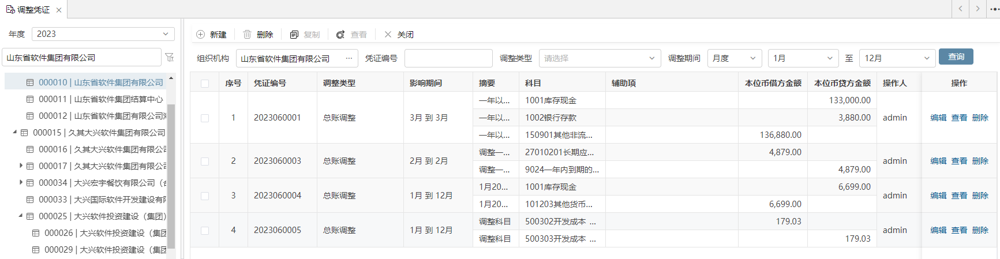 调整凭证
年度 2023
山东省软件集团有限公司
000010 | 山东省软件集团有限公司
000011 | 山东省软件集团结算中心
000012 | 山东省软件集团有限公司
000015 | 久其大兴软件集团有限公司
000016 | 久其大兴软件集团有限公
000017 | 久其大兴软件集团有限公
000034 | 大兴宏宇餐饮有限公司（
000033 | 大兴国际软件开发建设有
000025 | 大兴软件投资建设（集团）
000026 | 大兴软件投资建设（集
000029 | 大兴软件投资建设（集
新建 删除 复制 查看 关闭
组织机构 山东省软件集团有限公司 ··· 凭证编号 调整类型 请选择 调整期间 月度 1月 至 12月 查询
序号 凭证编号 调整类型 影响期间 摘要 科目 辅助项 本位币借方金额 本位币贷方金额 操作人 操作
一年以... 1001库存现金 133,000.00
1 2023060001 总账调整 3月 到 3月 一年以... 1002银行存款 3,880.00 admin 编辑 查看 删除
一年以... 150901其他非流... 136,880.00
2 2023060003 总账调整 2月 到 2月 调整一... 27010201长期应... 4,879.00 admin 编辑 查看 删除
调整一... 9024一年内到期的... 4,879.00
3 2023060004 总账调整 1月 到 12月 1月20... 1001库存现金 6,699.00 admin 编辑 查看 删除
1月20... 101203其他货币... 6,699.00
4 2023060005 总账调整 1月 到 12月 调整科目 500302开发成本 ... 179.03 admin 编辑 查看 删除
调整科目 500303开发成本 ... 179.03